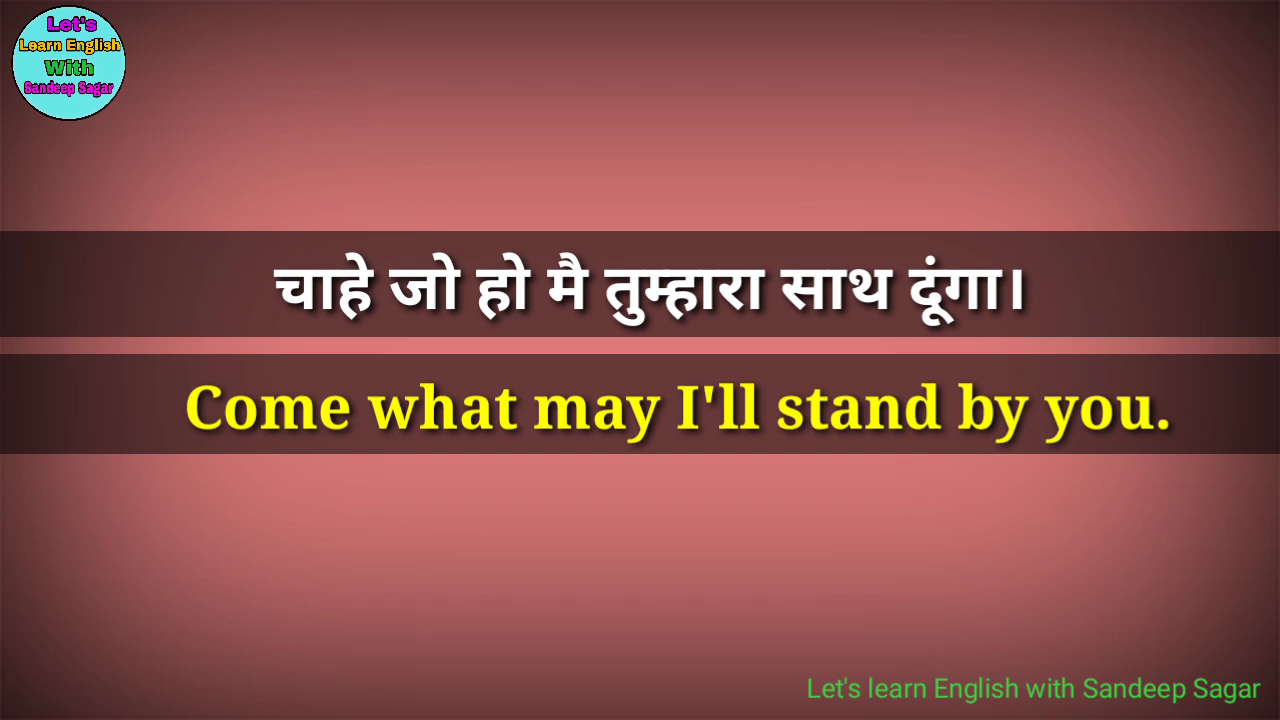 Let's
Learn English
With
Sandeep Sagar
चाहे जो हो मै तुम्हारा साथ दूंगा।
Come what may I'll stand by you.
Let's learn English with Sandeep Sagar